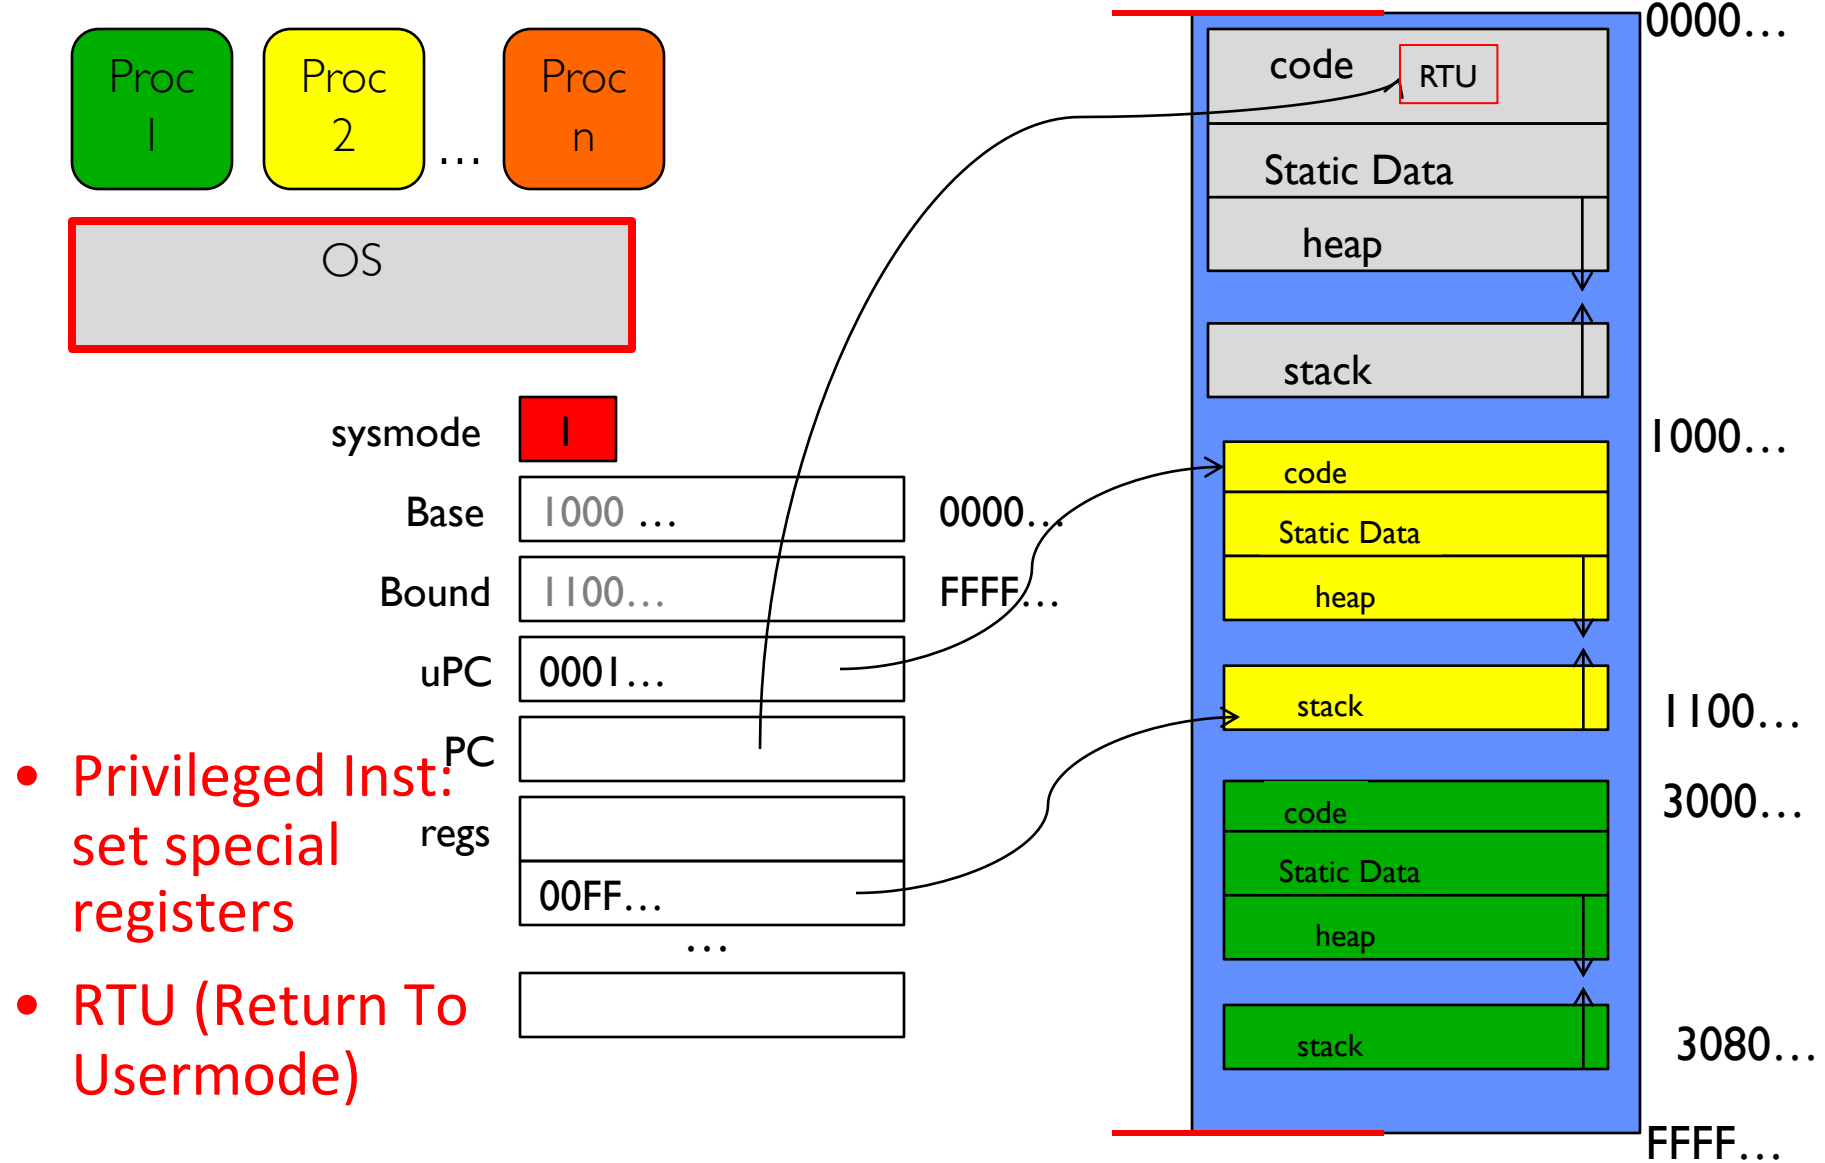 Proc
1
Proc
2
…
Proc
n
OS
sysmode
1
Base
1000 …
0000…
Bound
1100…
FFFF…
uPC
0001…
PC
regs
00FF…
…
• Privileged Inst:
set special
registers
• RTU (Return To
Usermode)
0000…
code
RTU
Static Data
heap
stack
1000…
code
Static Data
heap
stack
1100…
3000…
code
Static Data
heap
stack
3080…
FFFF…